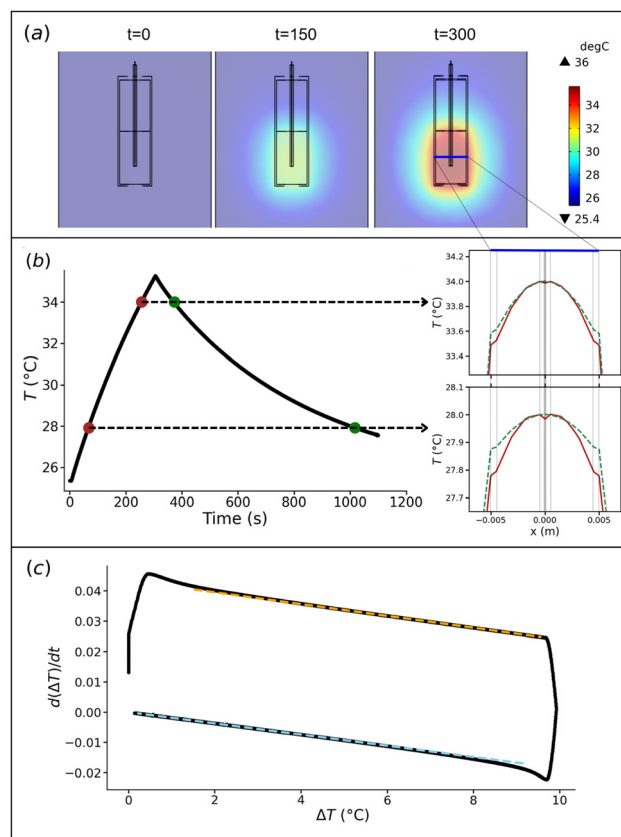 (a)
t=0 t=150 t=300
degC
▲ 36
34
32
30
28
26
▼ 25.4
(b)
T (°C)
34
32
30
28
26
0 200 400 600 800 1000 1200
Time (s)
34.2
34.0
33.8
33.6
33.4
T (°C)
28.1
28.0
27.9
27.8
27.7
T (°C)
−0.005 0.000 0.005
x (m)
(c)
d(ΔT)/dt
0.04
0.03
0.02
0.01
0.00
−0.01
−0.02
0 2 4 6 8 10
ΔT (°C)